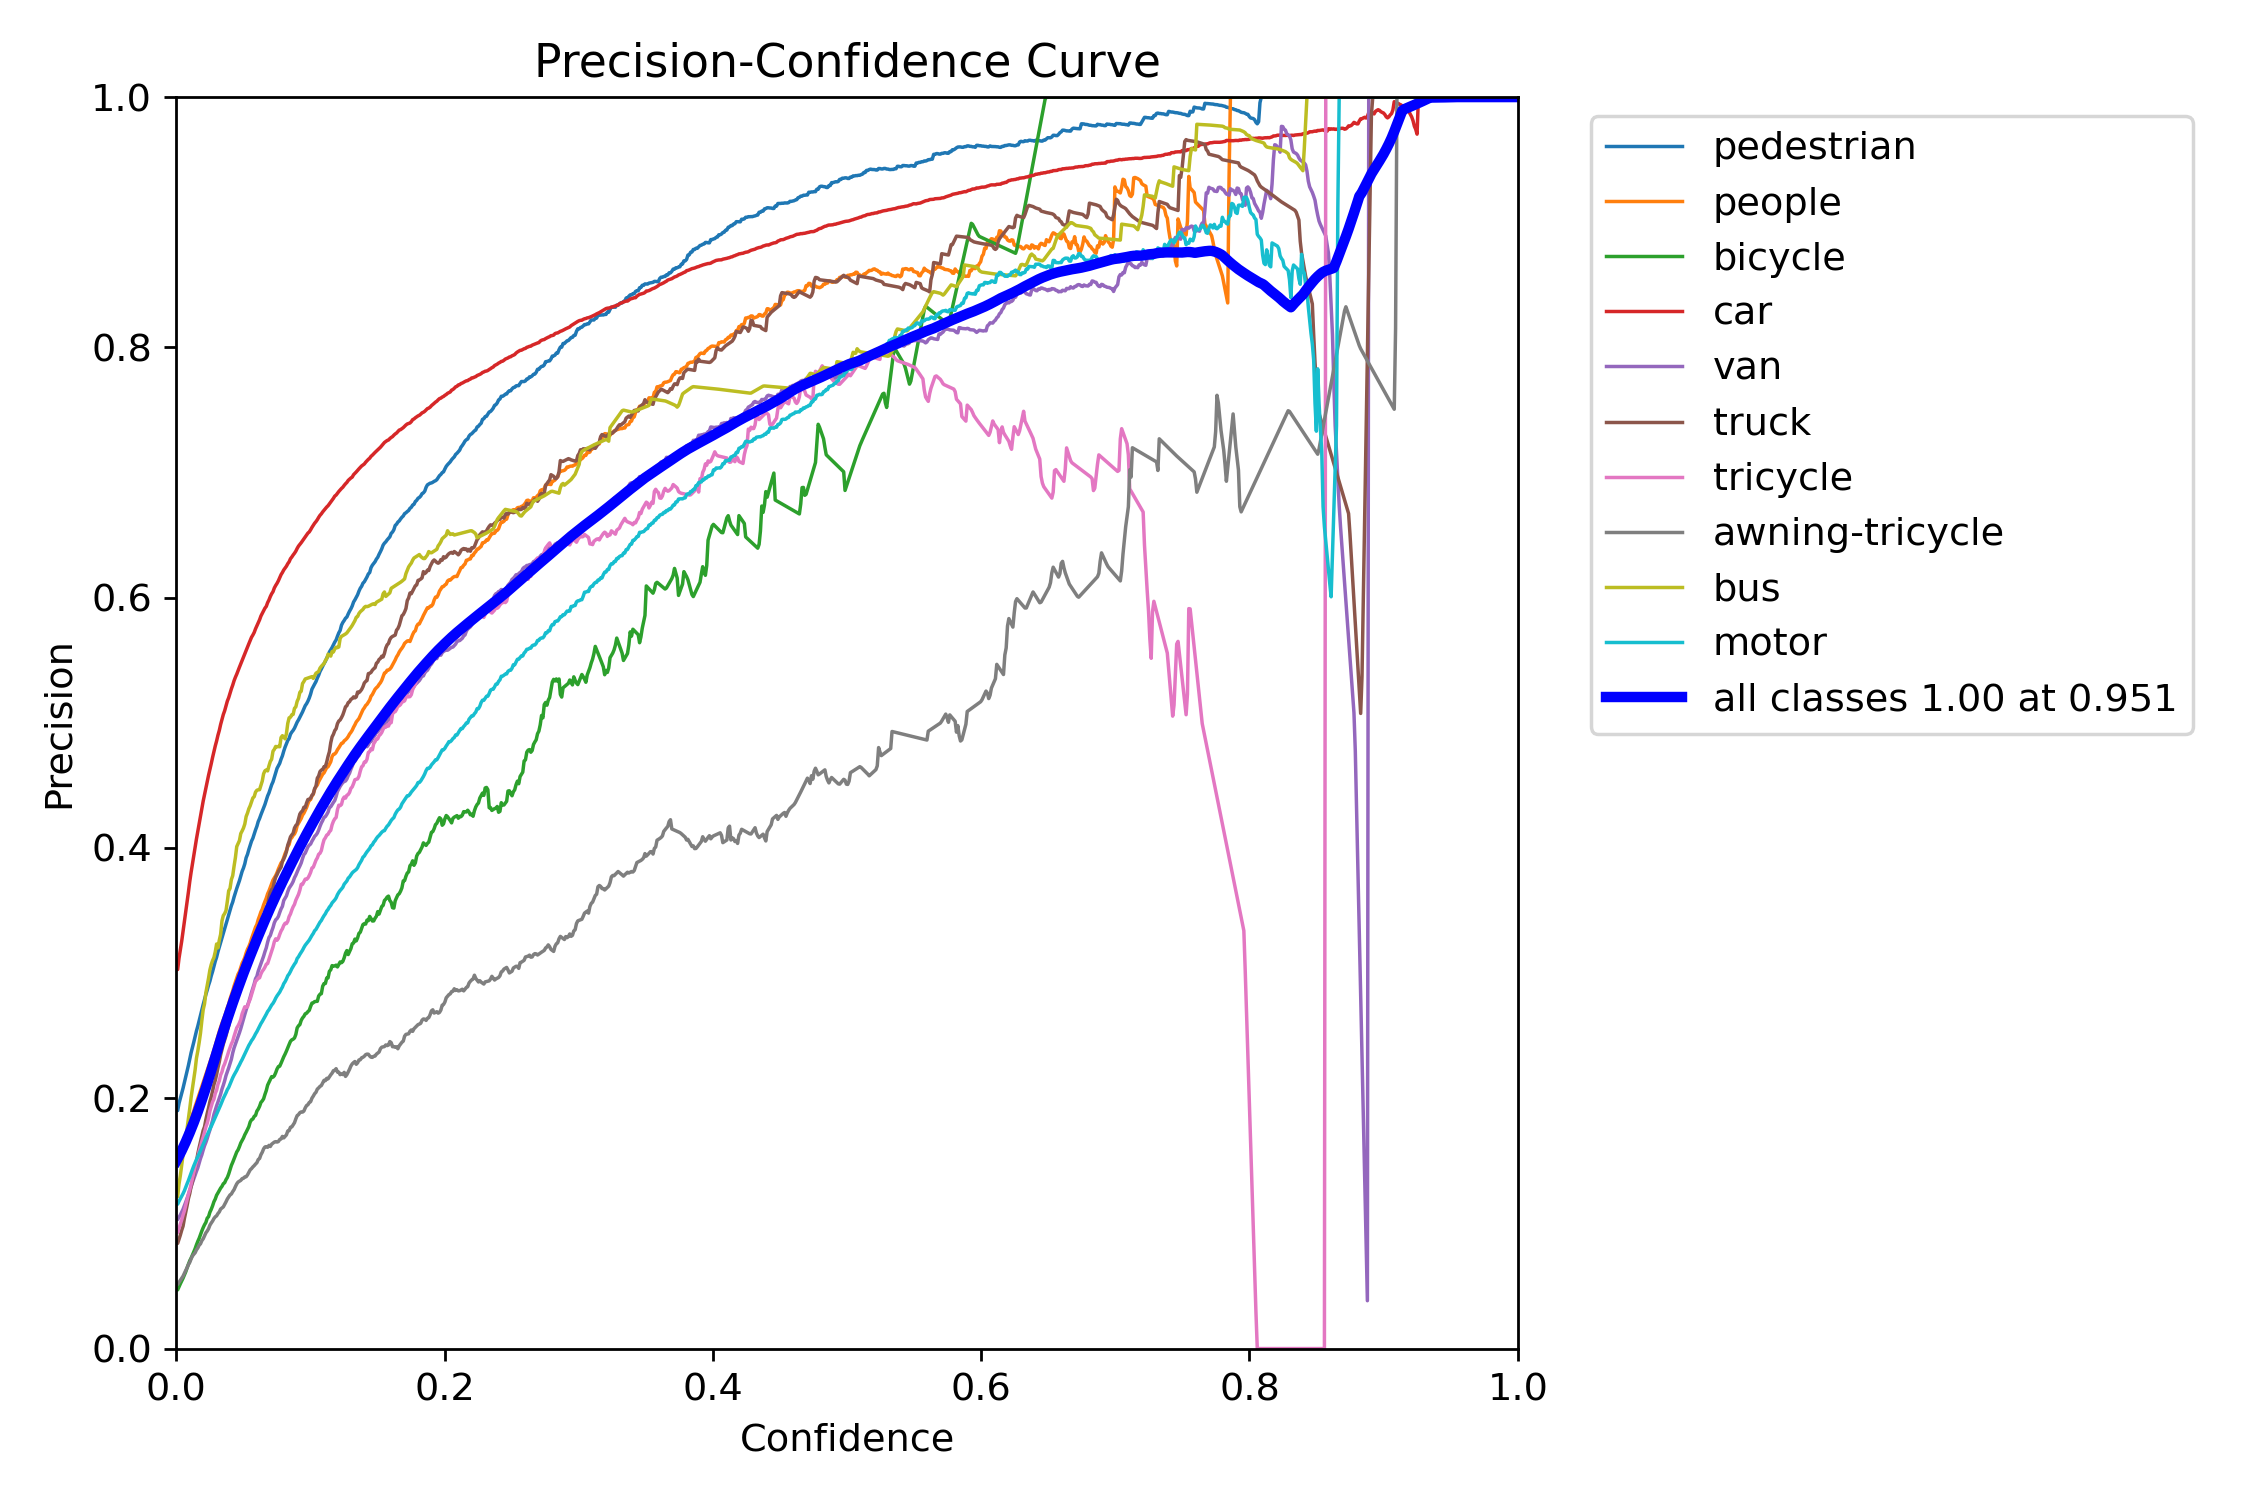 Precision-Confidence Curve
1.0
0.8
0.6
0.4
0.2
0.0
Precision
0.0 0.2 0.4 0.6 0.8 1.0
Confidence
pedestrian
people
bicycle
car
van
truck
tricycle
awning-tricycle
bus
motor
all classes 1.00 at 0.951